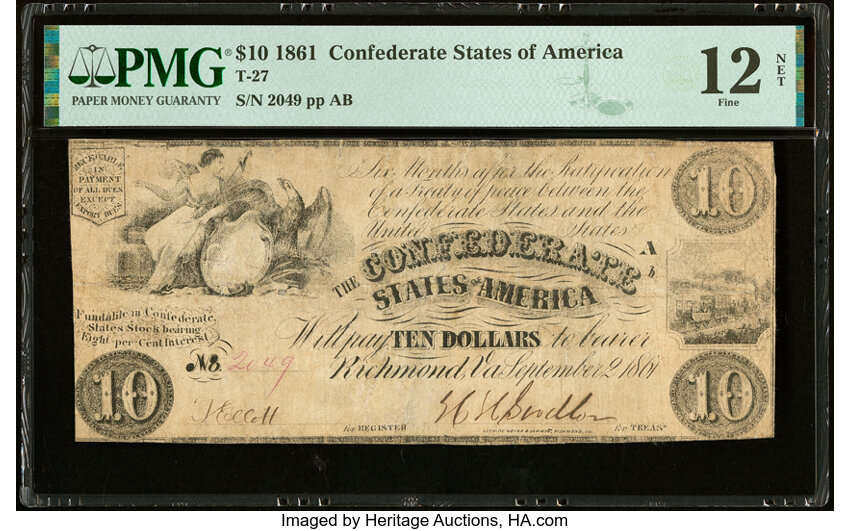 PMG® $10 1861 Confederate States of America
T-27
PAPER MONEY GUARANTY S/N 2049 pp AB
12 NET
Fine
RECEIVABLE
IN
PAYMENT
OF ALL DUES
EXCEPT
EXPORT DUES
Six Months after the Ratification
of a Treaty of peace between the
Confederate States and the
United States
10
A
b
THE CONFEDERATE
STATES OF AMERICA
Fundable in Confederate
States Stock bearing
Eight-per-Cent Interest
Will pay TEN DOLLARS to bearer
No. 2049
Richmond, Va September 2 1861
10
10
for REGISTER
for TREASR
Imaged by Heritage Auctions, HA.com